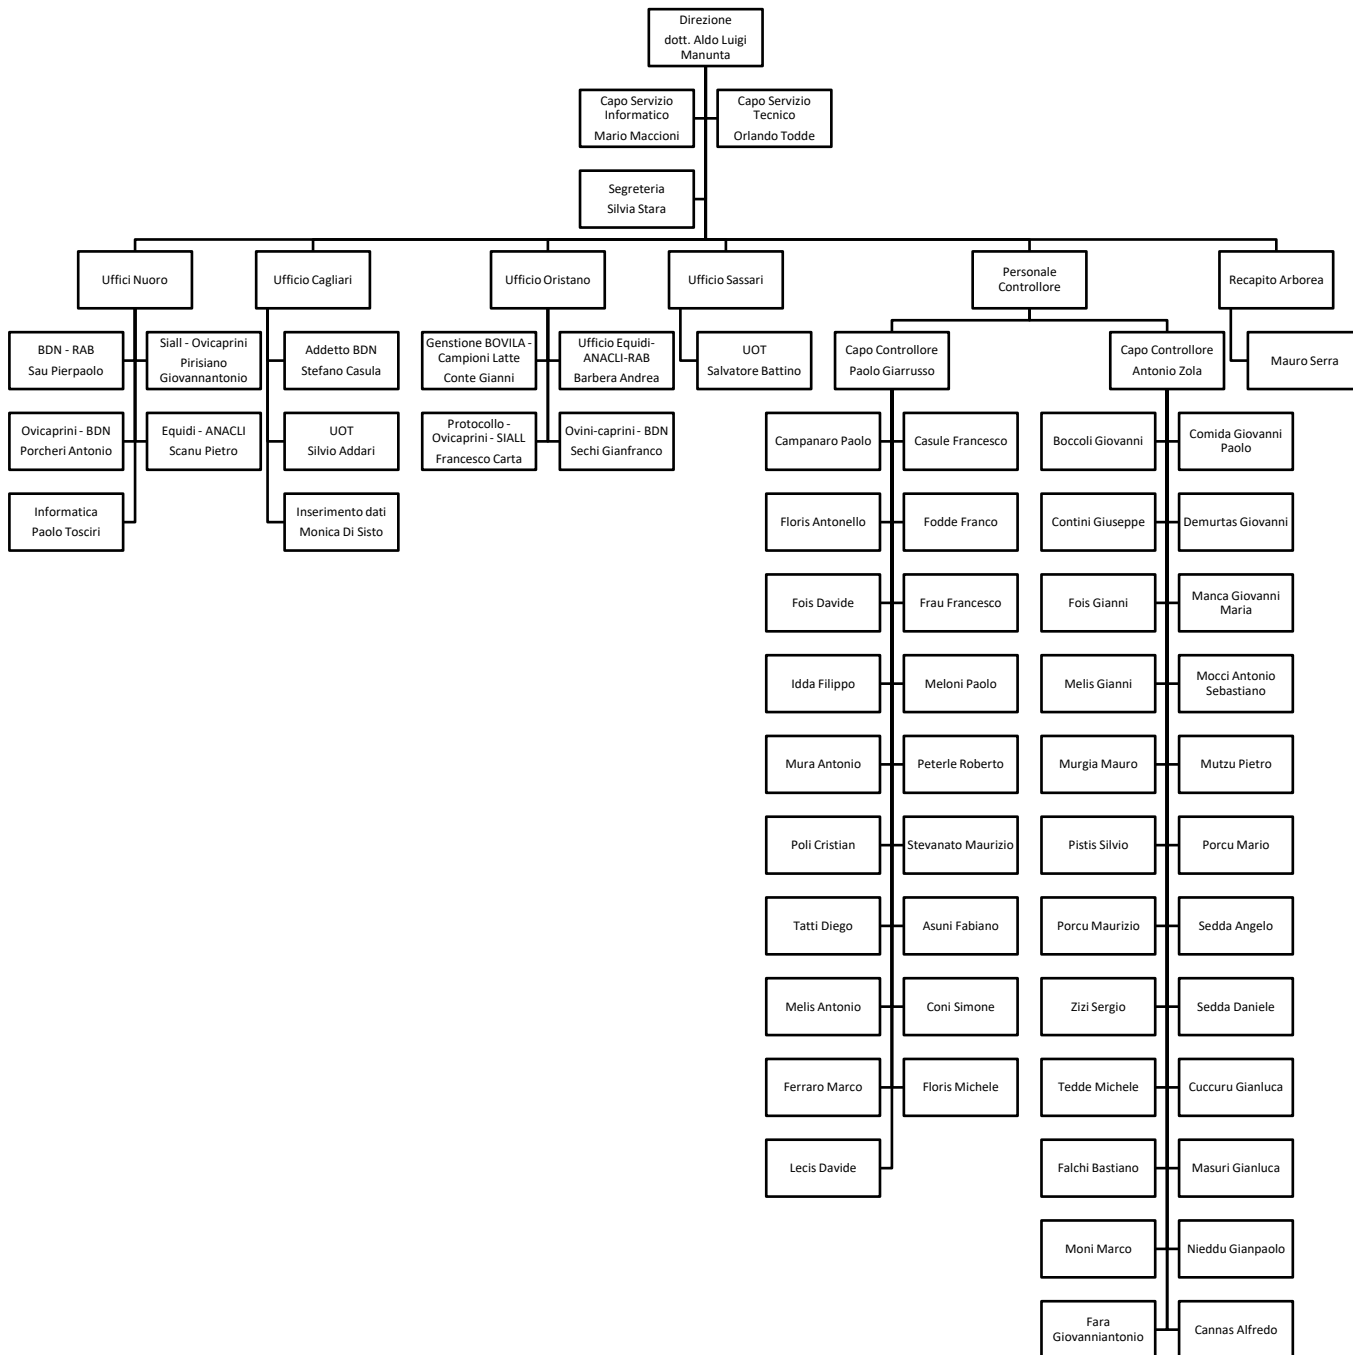 Direzione
dott. Aldo Luigi
Manunta
Capo Servizio
Informatico
Mario Maccioni
Capo Servizio
Tecnico
Orlando Todde
Segreteria
Silvia Stara
Uffici Nuoro
Ufficio Cagliari
Ufficio Oristano
Ufficio Sassari
Personale
Controllore
Recapito Arborea
BDN - RAB
Sau Pierpaolo
Siall - Ovicaprini
Pirisiano
Giovannantonio
Addetto BDN
Stefano Casula
Genstione BOVILA -
Campioni Latte
Conte Gianni
Ufficio Equidi-
ANACLI-RAB
Barbera Andrea
UOT
Salvatore Battino
Capo Controllore
Paolo Giarrusso
Capo Controllore
Antonio Zola
Mauro Serra
Ovicaprini - BDN
Porcheri Antonio
Equidi - ANACLI
Scanu Pietro
UOT
Silvio Addari
Protocollo -
Ovicaprini - SIALL
Francesco Carta
Ovini-caprini - BDN
Sechi Gianfranco
Campanaro Paolo
Casule Francesco
Boccoli Giovanni
Comida Giovanni
Paolo
Informatica
Paolo Tosciri
Inserimento dati
Monica Di Sisto
Floris Antonello
Fodde Franco
Contini Giuseppe
Demurtas Giovanni
Fois Davide
Frau Francesco
Fois Gianni
Manca Giovanni
Maria
Idda Filippo
Meloni Paolo
Melis Gianni
Mocci Antonio
Sebastiano
Mura Antonio
Peterle Roberto
Murgia Mauro
Mutzu Pietro
Poli Cristian
Stevanato Maurizio
Pistis Silvio
Porcu Mario
Tatti Diego
Asuni Fabiano
Porcu Maurizio
Sedda Angelo
Melis Antonio
Coni Simone
Zizi Sergio
Sedda Daniele
Ferraro Marco
Floris Michele
Tedde Michele
Cuccuru Gianluca
Lecis Davide
Falchi Bastiano
Masuri Gianluca
Moni Marco
Nieddu Gianpaolo
Fara
Giovanniantonio
Cannas Alfredo